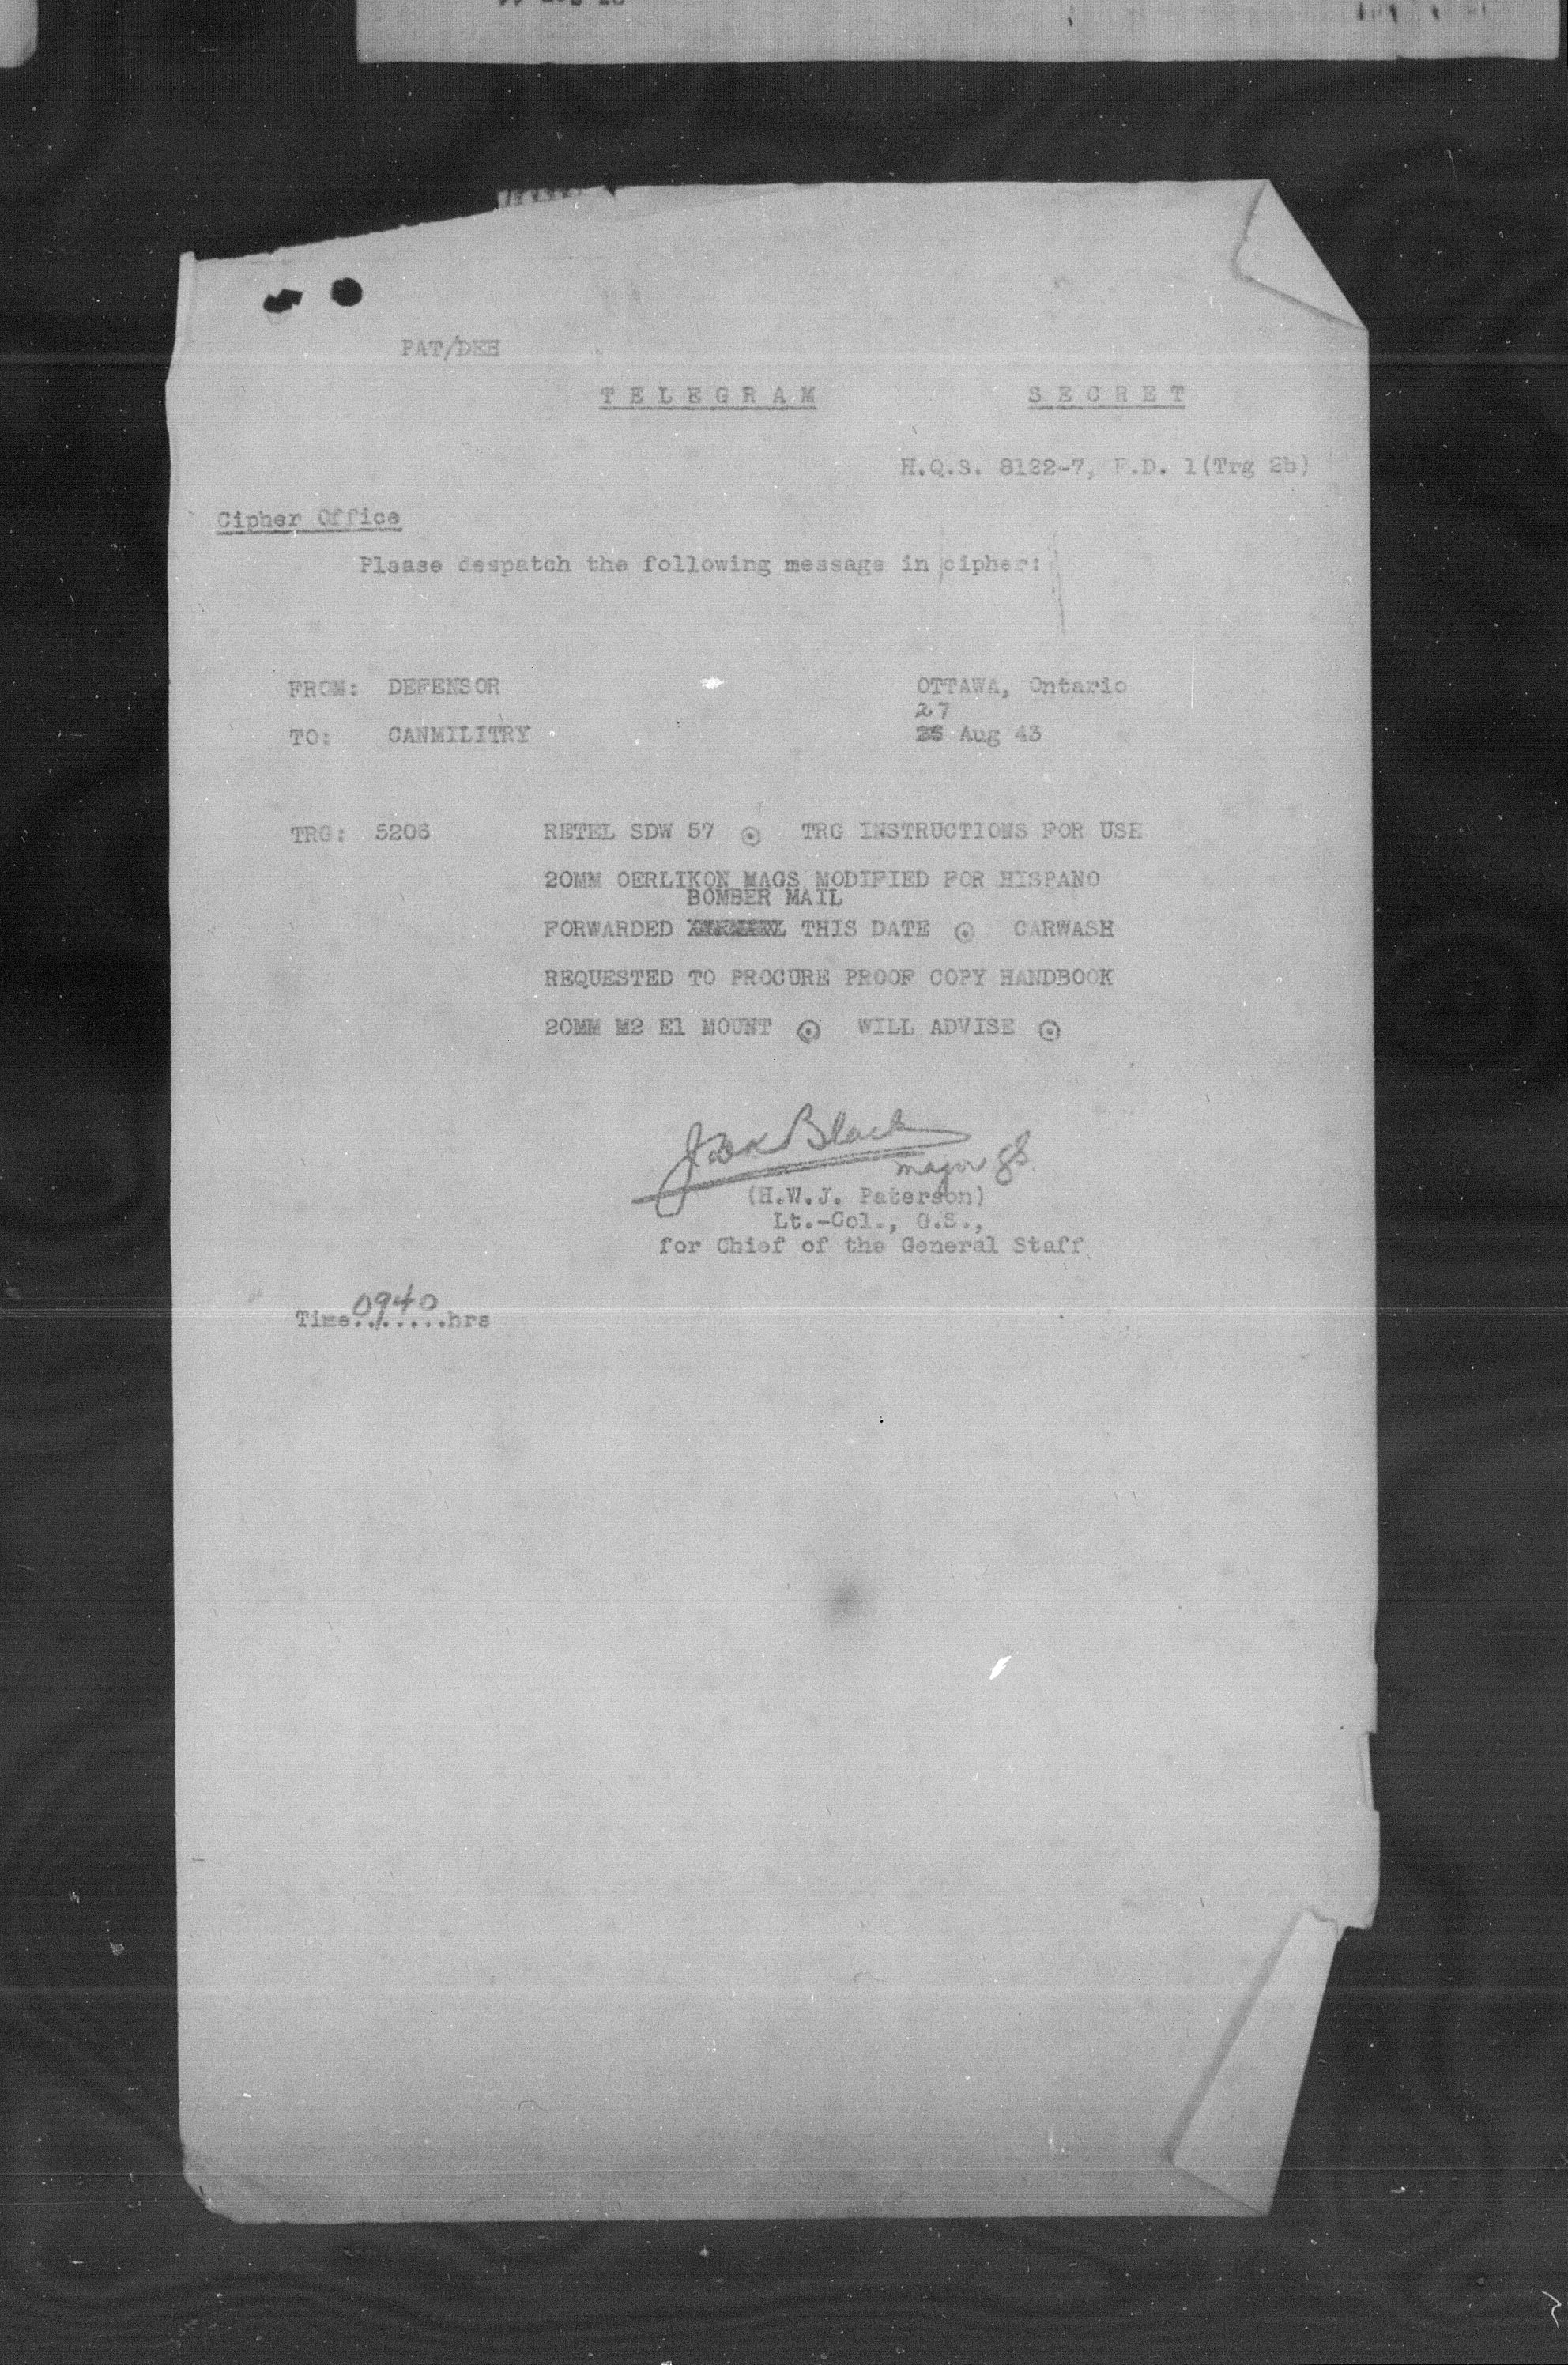 PAT/DEH
TELEGRAM SECRET
H.Q.S. 8122-7, F.D. 1(Trg 2b)
Cipher Office
Please despatch the following message in cipher:
FROM: DEFENSOR OTTAWA, Ontario
27
TO: CANMILITRY Aug 43
TRG: 5206 RETEL SDW 57 ⊙ TRG INSTRUCTIONS FOR USE
20MM OERLIKON MAGS MODIFIED FOR HISPANO
BOMBER MAIL
FORWARDED THIS DATE ⊙ CARWASH
REQUESTED TO PROCURE PROOF COPY HANDBOOK
20MM M2 E1 MOUNT ⊙ WILL ADVISE ⊙
Black
major GS
(H.W.J. Paterson)
Lt.-Col., G.S.,
for Chief of the General Staff
0940
Time........hrs